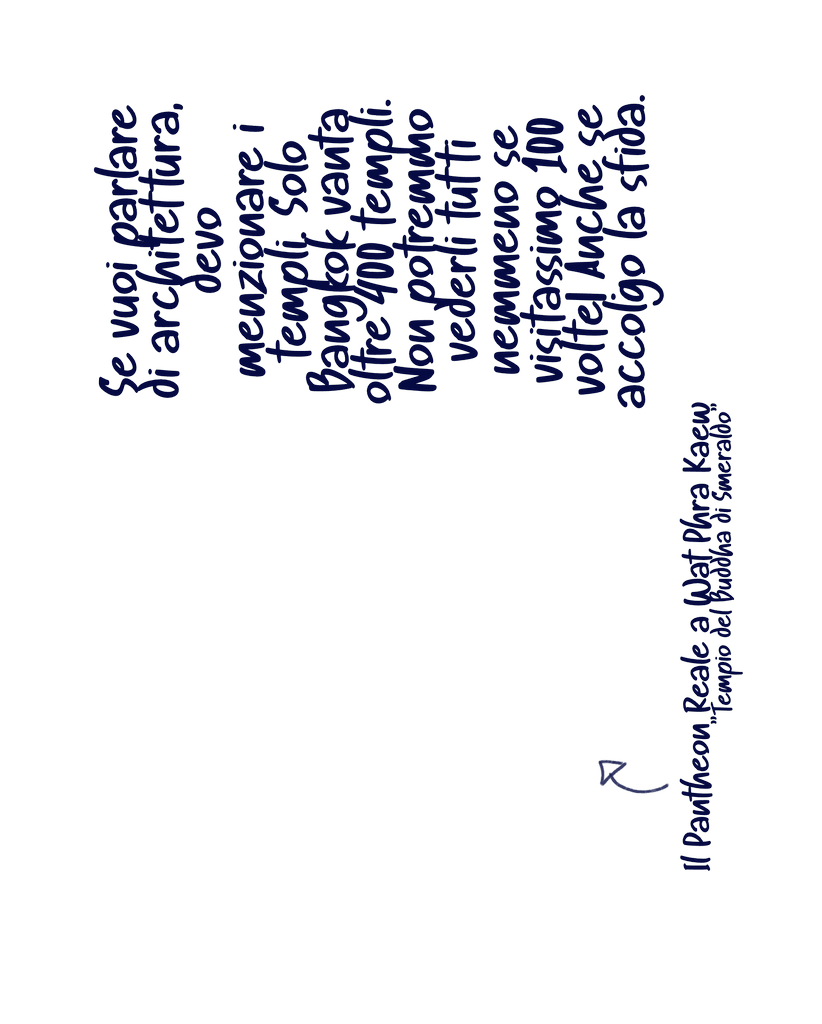 Se vuoi parlare
di architettura,
devo
menzionare i
templi. Solo
Bangkok vanta
oltre 400 templi.
Non potremmo
vederli tutti
nemmeno se
visitassimo 100
volte! Anche se
accolgo la sfida.
Il Pantheon Reale a Wat Phra Kaew
"Tempio del Buddha di Smeraldo"